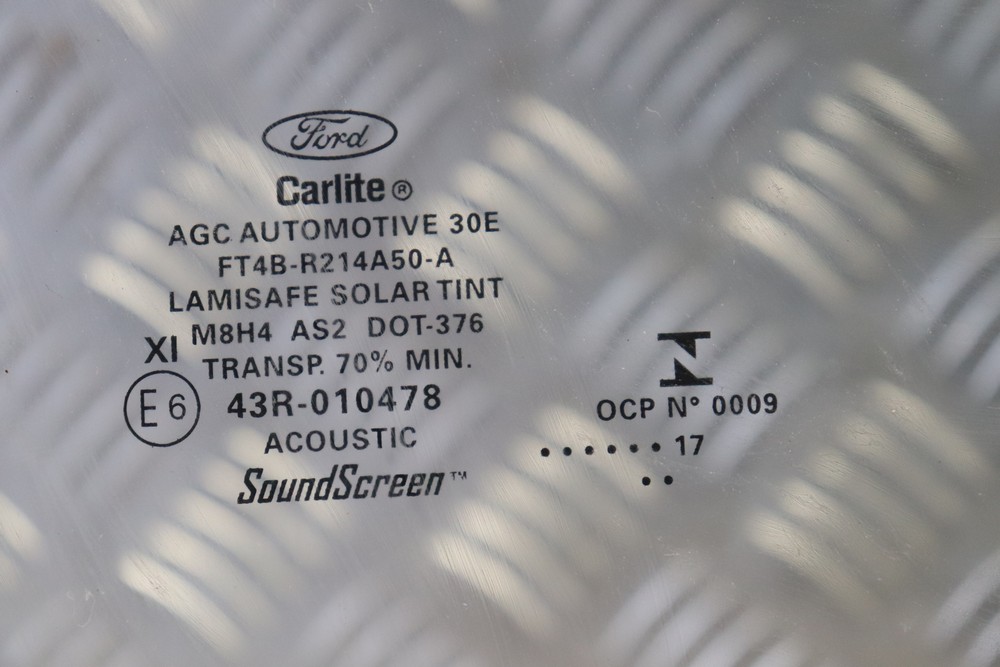 Ford
Carlite®
AGC AUTOMOTIVE 30E
FT4B-R214A50-A
LAMISAFE SOLAR TINT
M8H4 AS2 DOT-376
XI
TRANSP. 70% MIN.
E6
43R-010478
ACOUSTIC
SoundScreen™
OCP N° 0009
• • • • • • 17
• •